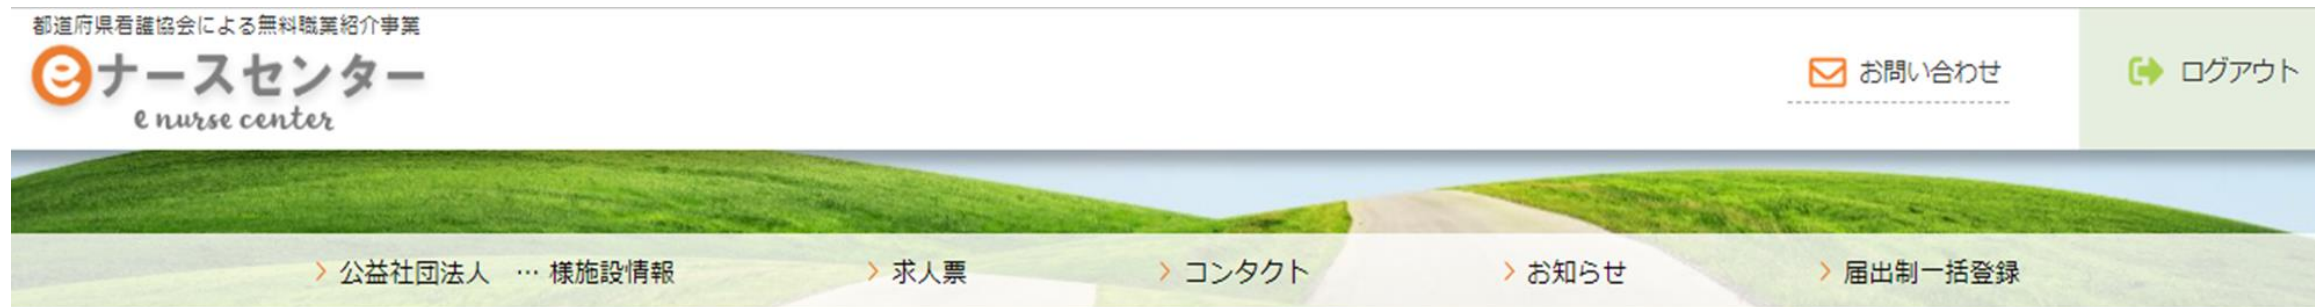 都道府県看護協会による無料職業紹介事業
eナースセンター
e nurse center
お問い合わせ
ログアウト
公益社団法人 … 様施設情報
求人票
コンタクト
お知らせ
届出制一括登録